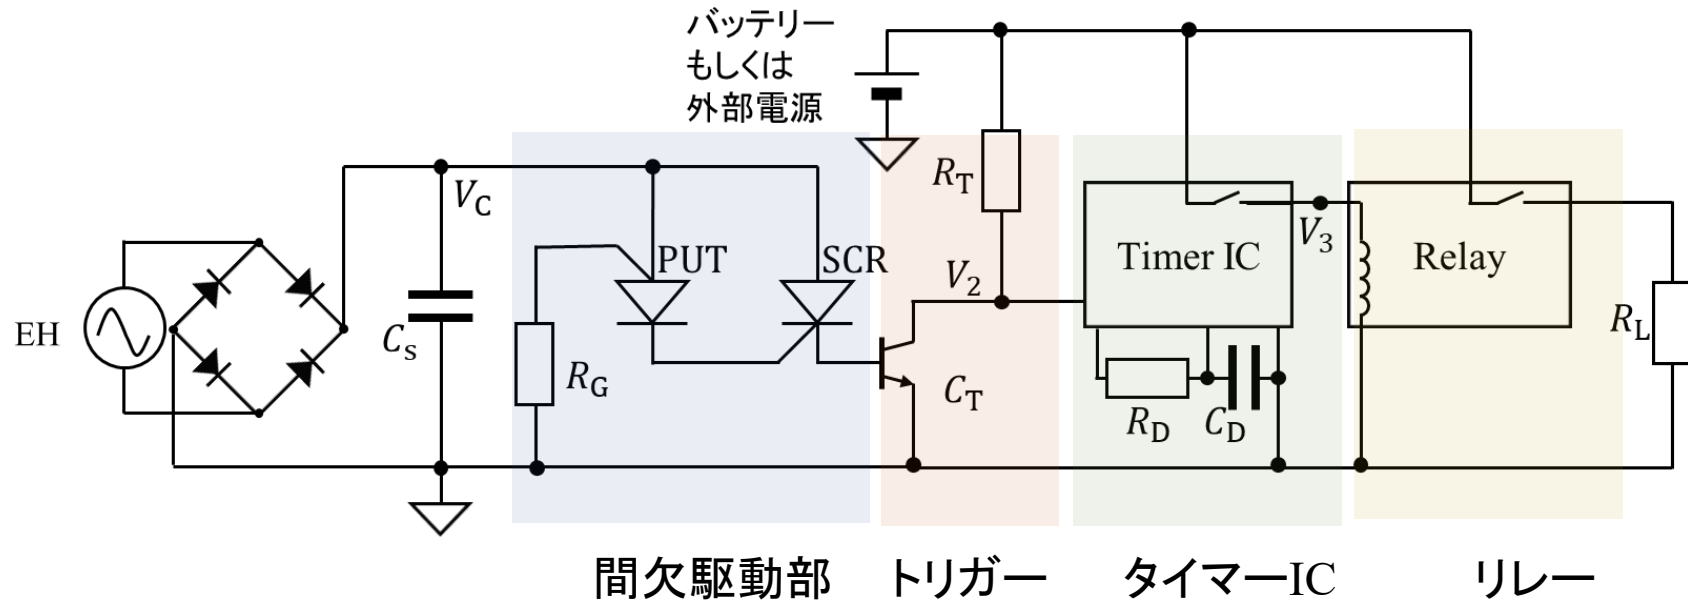 バッテリー
もしくは
外部電源
EH
V_C
C_s
R_G
PUT
SCR
R_T
V_2
C_T
Timer IC
R_D
C_D
V_3
Relay
R_L
間欠駆動部
トリガー
タイマーIC
リレー